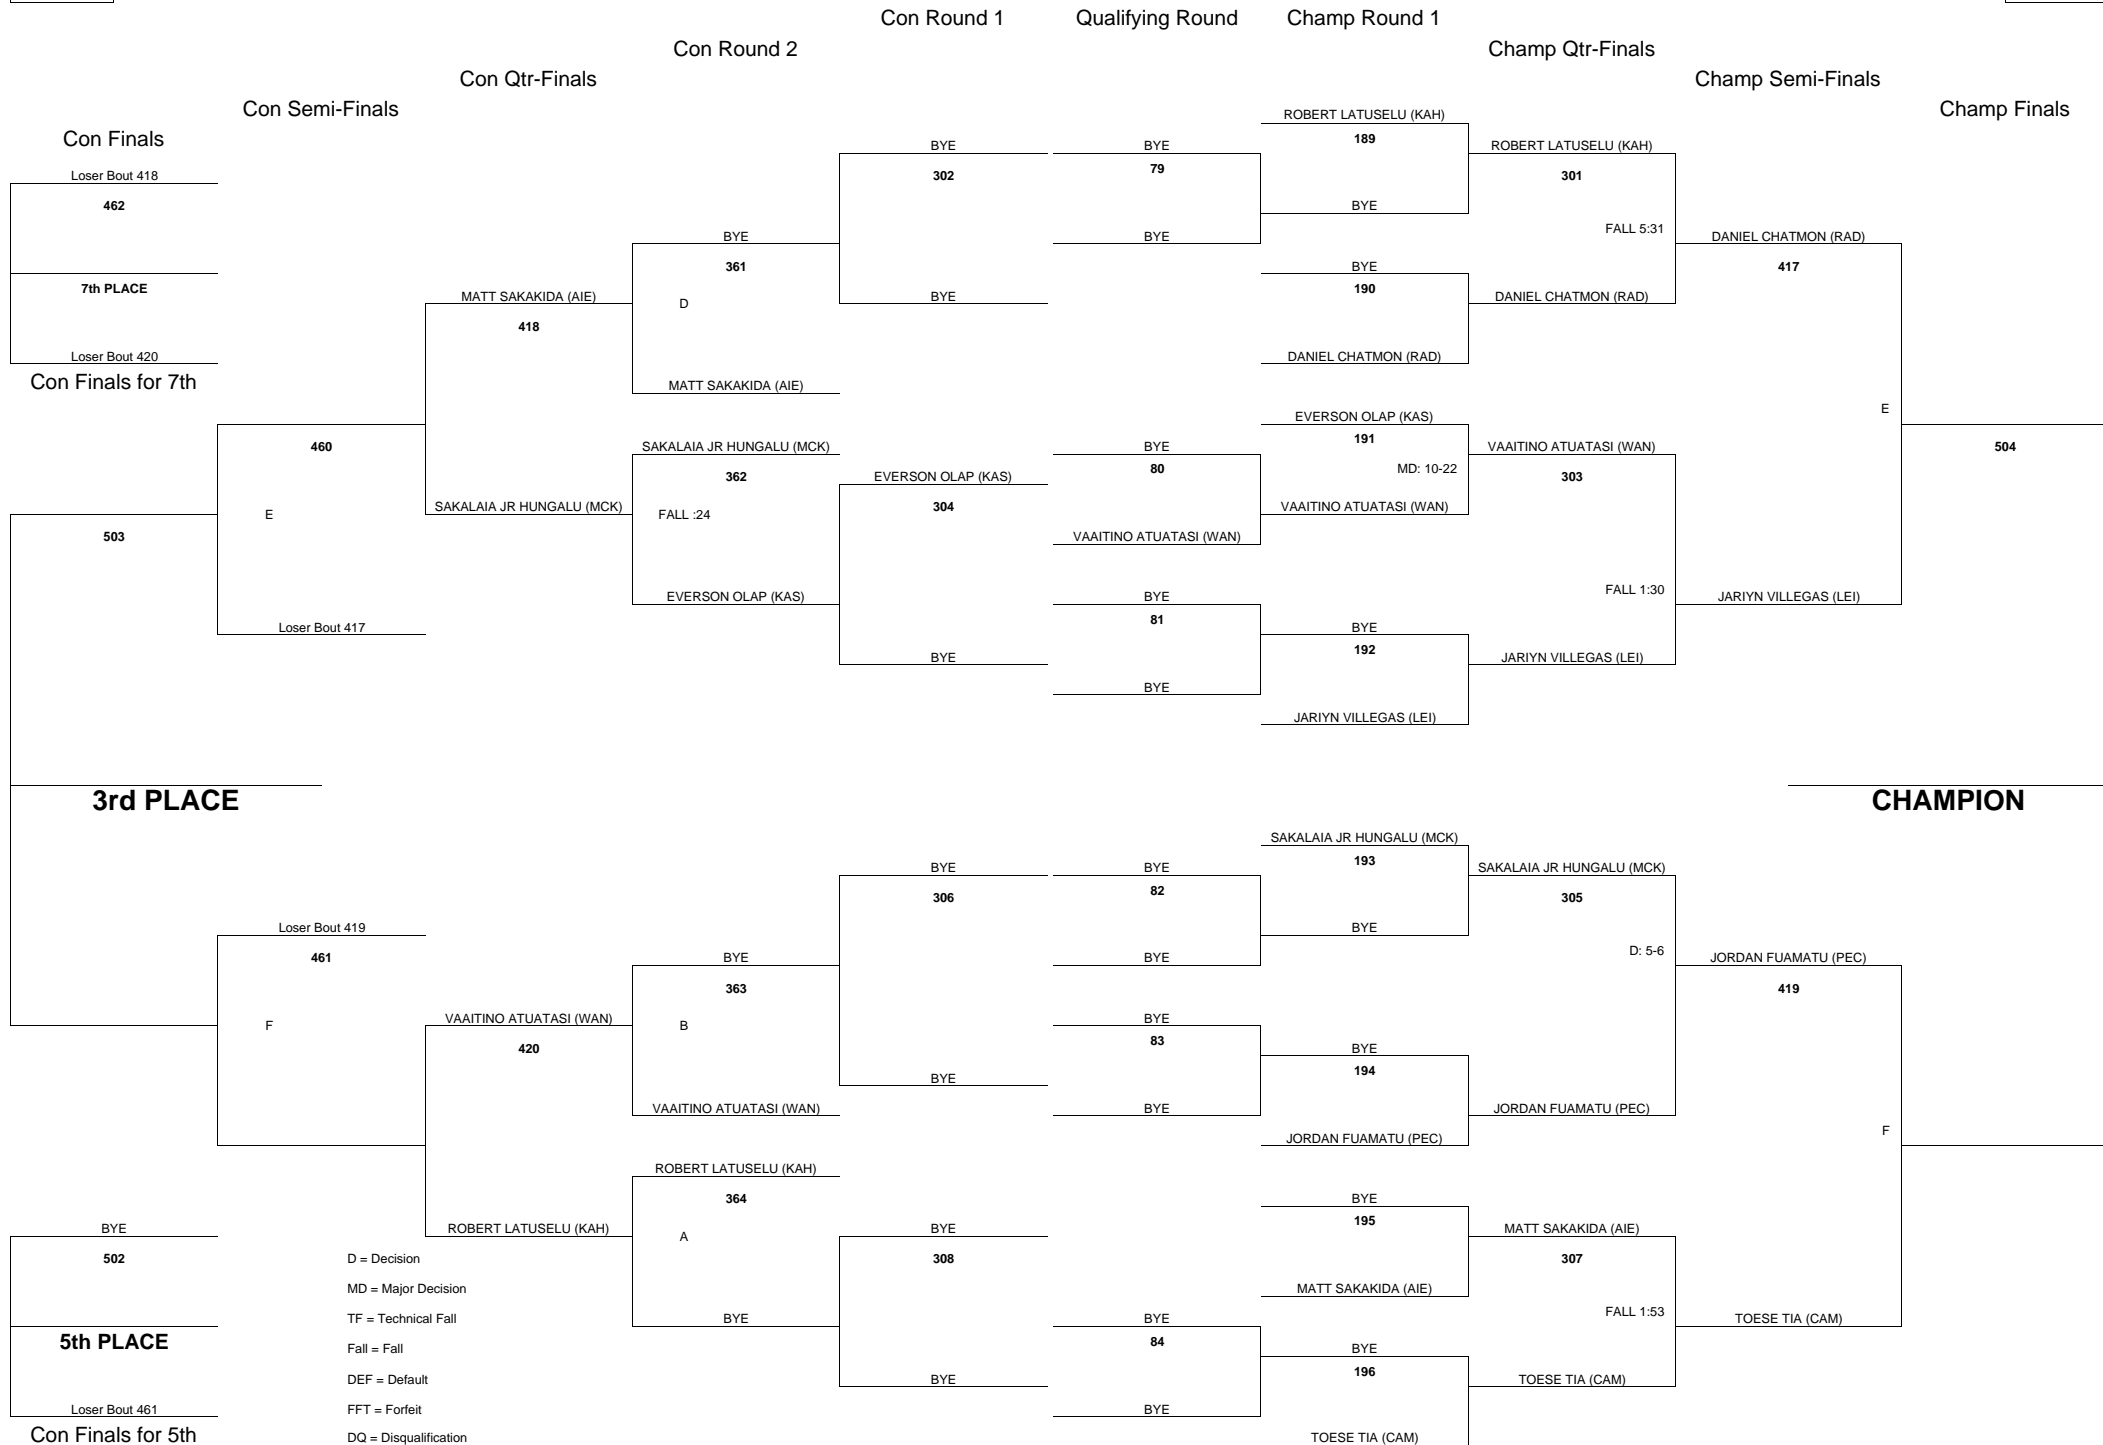 Con Round 1 Qualifying Round Champ Round 1
Con Round 2 Champ Qtr-Finals
Con Qtr-Finals Champ Semi-Finals
Con Semi-Finals Champ Finals
ROBERT LATUSELU (KAH)
Con Finals
189
BYE BYE ROBERT LATUSELU (KAH)
79
Loser Bout 418 302 301
462 BYE
FALL 5:31
BYE BYE DANIEL CHATMON (RAD)
361 BYE 417
7th PLACE 190
MATT SAKAKIDA (AIE) D BYE DANIEL CHATMON (RAD)
418
Loser Bout 420 DANIEL CHATMON (RAD)
Con Finals for 7th MATT SAKAKIDA (AIE)
E
EVERSON OLAP (KAS)
191
460 SAKALAIA JR HUNGALU (MCK) BYE VAAITINO ATUATASI (WAN) 504
80 MD: 10-22
362 EVERSON OLAP (KAS) 303
SAKALAIA JR HUNGALU (MCK) 304 VAAITINO ATUATASI (WAN)
E FALL :24
503 VAAITINO ATUATASI (WAN)
FALL 1:30
EVERSON OLAP (KAS) BYE JARIYN VILLEGAS (LEI)
81
Loser Bout 417 BYE
192
BYE JARIYN VILLEGAS (LEI)
BYE
JARIYN VILLEGAS (LEI)
3rd PLACE CHAMPION
SAKALAIA JR HUNGALU (MCK)
193
BYE BYE SAKALAIA JR HUNGALU (MCK)
82
306 305
Loser Bout 419 BYE
461 BYE BYE D: 5-6 JORDAN FUAMATU (PEC)
363 419
VAAITINO ATUATASI (WAN) BYE
F B
420 83 BYE
194
BYE
VAAITINO ATUATASI (WAN) BYE JORDAN FUAMATU (PEC)
F
JORDAN FUAMATU (PEC)
ROBERT LATUSELU (KAH)
364 BYE
195
BYE ROBERT LATUSELU (KAH) A BYE MATT SAKAKIDA (AIE)
502 D = Decision 308 307
MD = Major Decision MATT SAKAKIDA (AIE)
TF = Technical Fall BYE BYE FALL 1:53 TOESE TIA (CAM)
5th PLACE 84
Fall = Fall BYE
196
DEF = Default BYE TOESE TIA (CAM)
Loser Bout 461 FFT = Forfeit BYE
Con Finals for 5th DQ = Disqualification TOESE TIA (CAM)